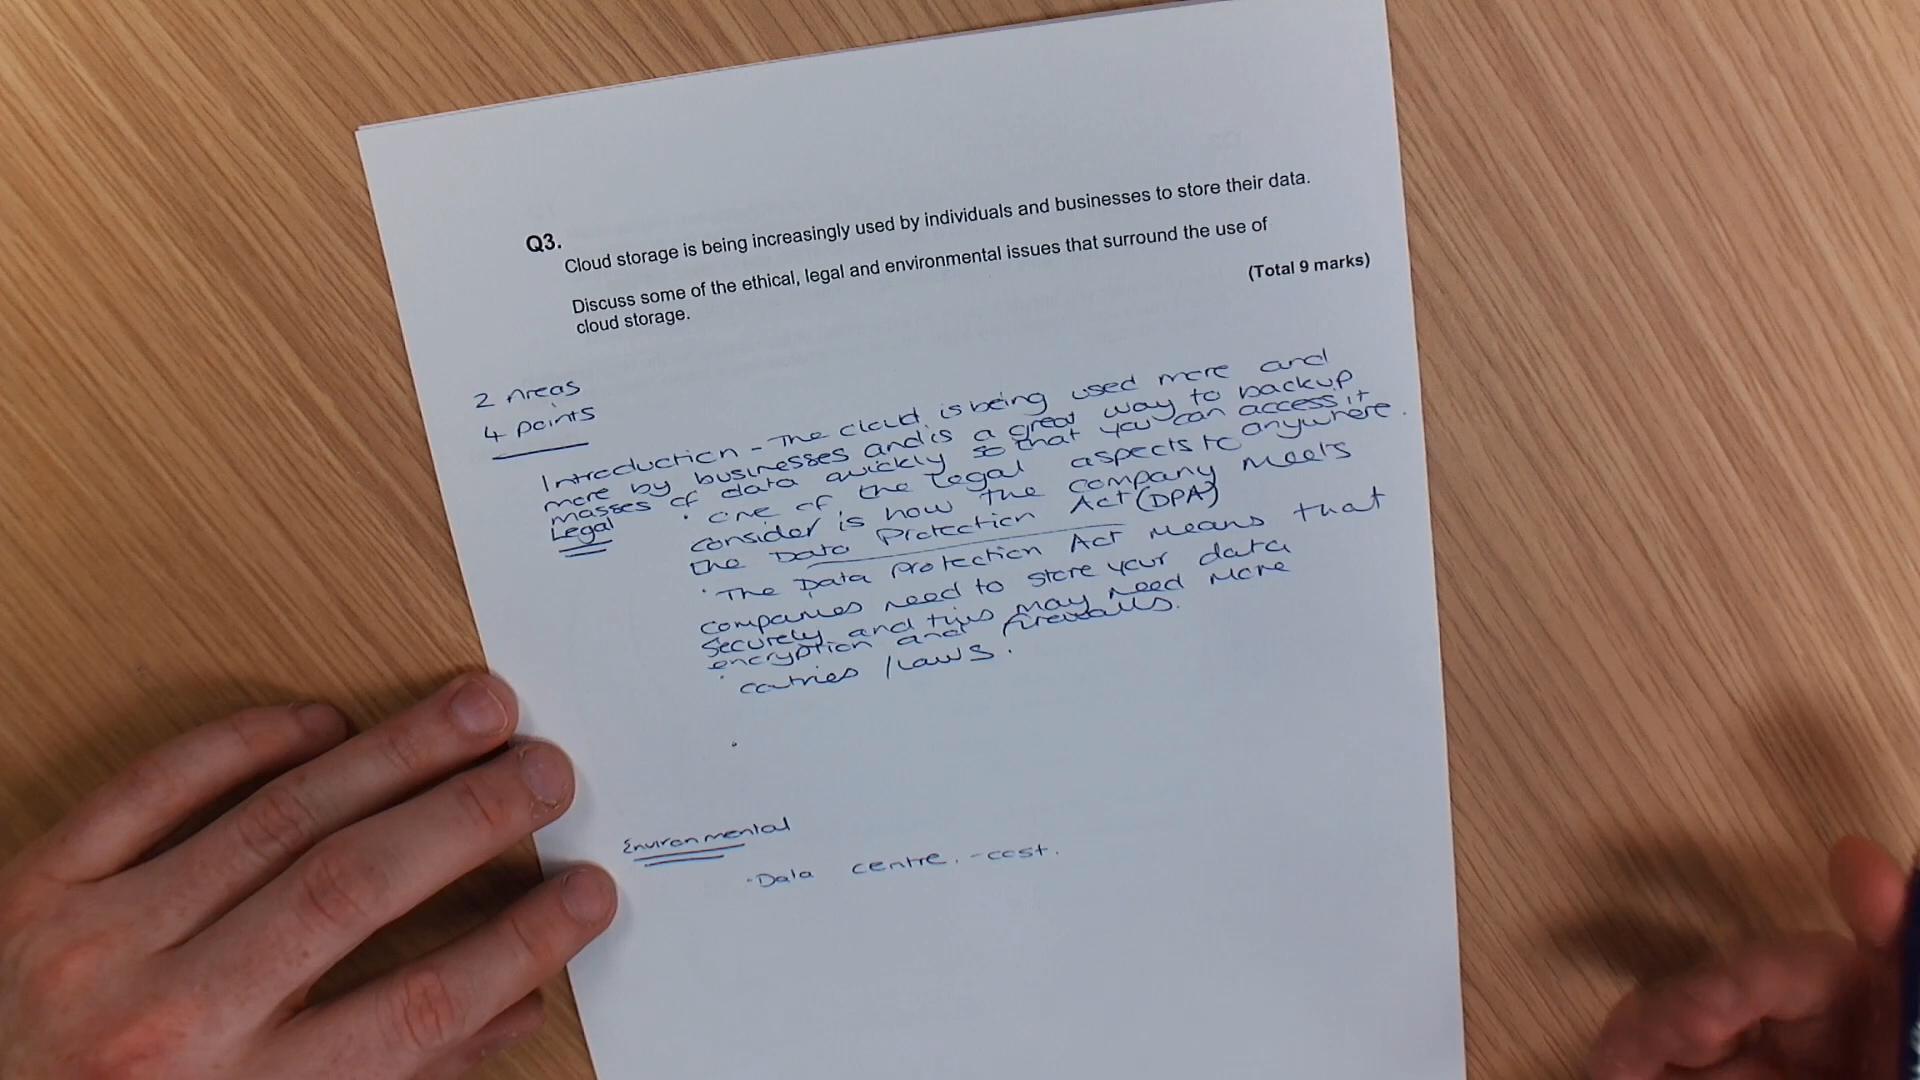 Q3.
Cloud storage is being increasingly used by individuals and businesses to store their data.
Discuss some of the ethical, legal and environmental issues that surround the use of
cloud storage.
(Total 9 marks)
2 Areas
4 points
Introduction - The cloud is being used more and
more by businesses and is a great way to backup
masses of data quickly so that you can access it
anywhere.
Legal
· one of the legal aspects to
consider is how the company meets
the Data Protection Act (DPA)
· The Data Protection Act means that
companies need to store your data
securely and this may need more
encryption and firewalls.
· contries / laws.
·
Environmental
· Data centre. - cost.